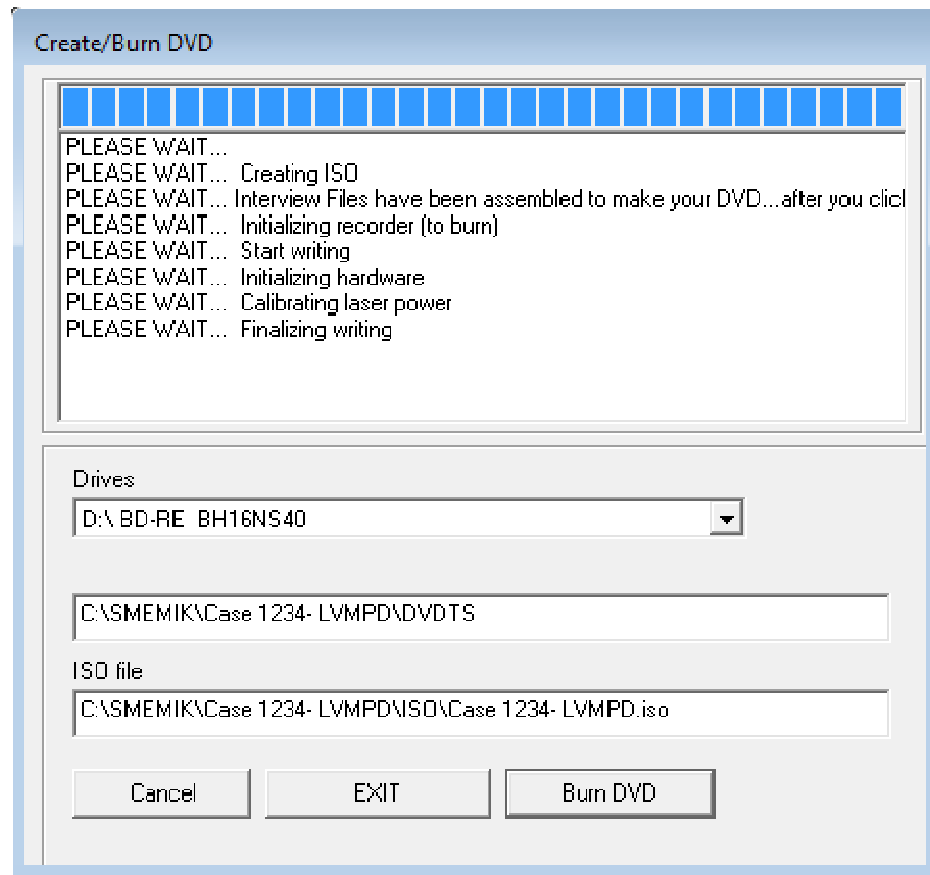 Create/Burn DVD
PLEASE WAIT...
PLEASE WAIT... Creating ISO
PLEASE WAIT... Interview Files have been assembled to make your DVD...after you clicl
PLEASE WAIT... Initializing recorder (to burn)
PLEASE WAIT... Start writing
PLEASE WAIT... Initializing hardware
PLEASE WAIT... Calibrating laser power
PLEASE WAIT... Finalizing writing
Drives
D:\ BD-RE BH16NS40
C:\SMEMIK\Case 1234- LVMPD\DVDTS
ISO file
C:\SMEMIK\Case 1234- LVMPD\ISO\Case 1234- LVMPD.iso
Cancel EXIT Burn DVD